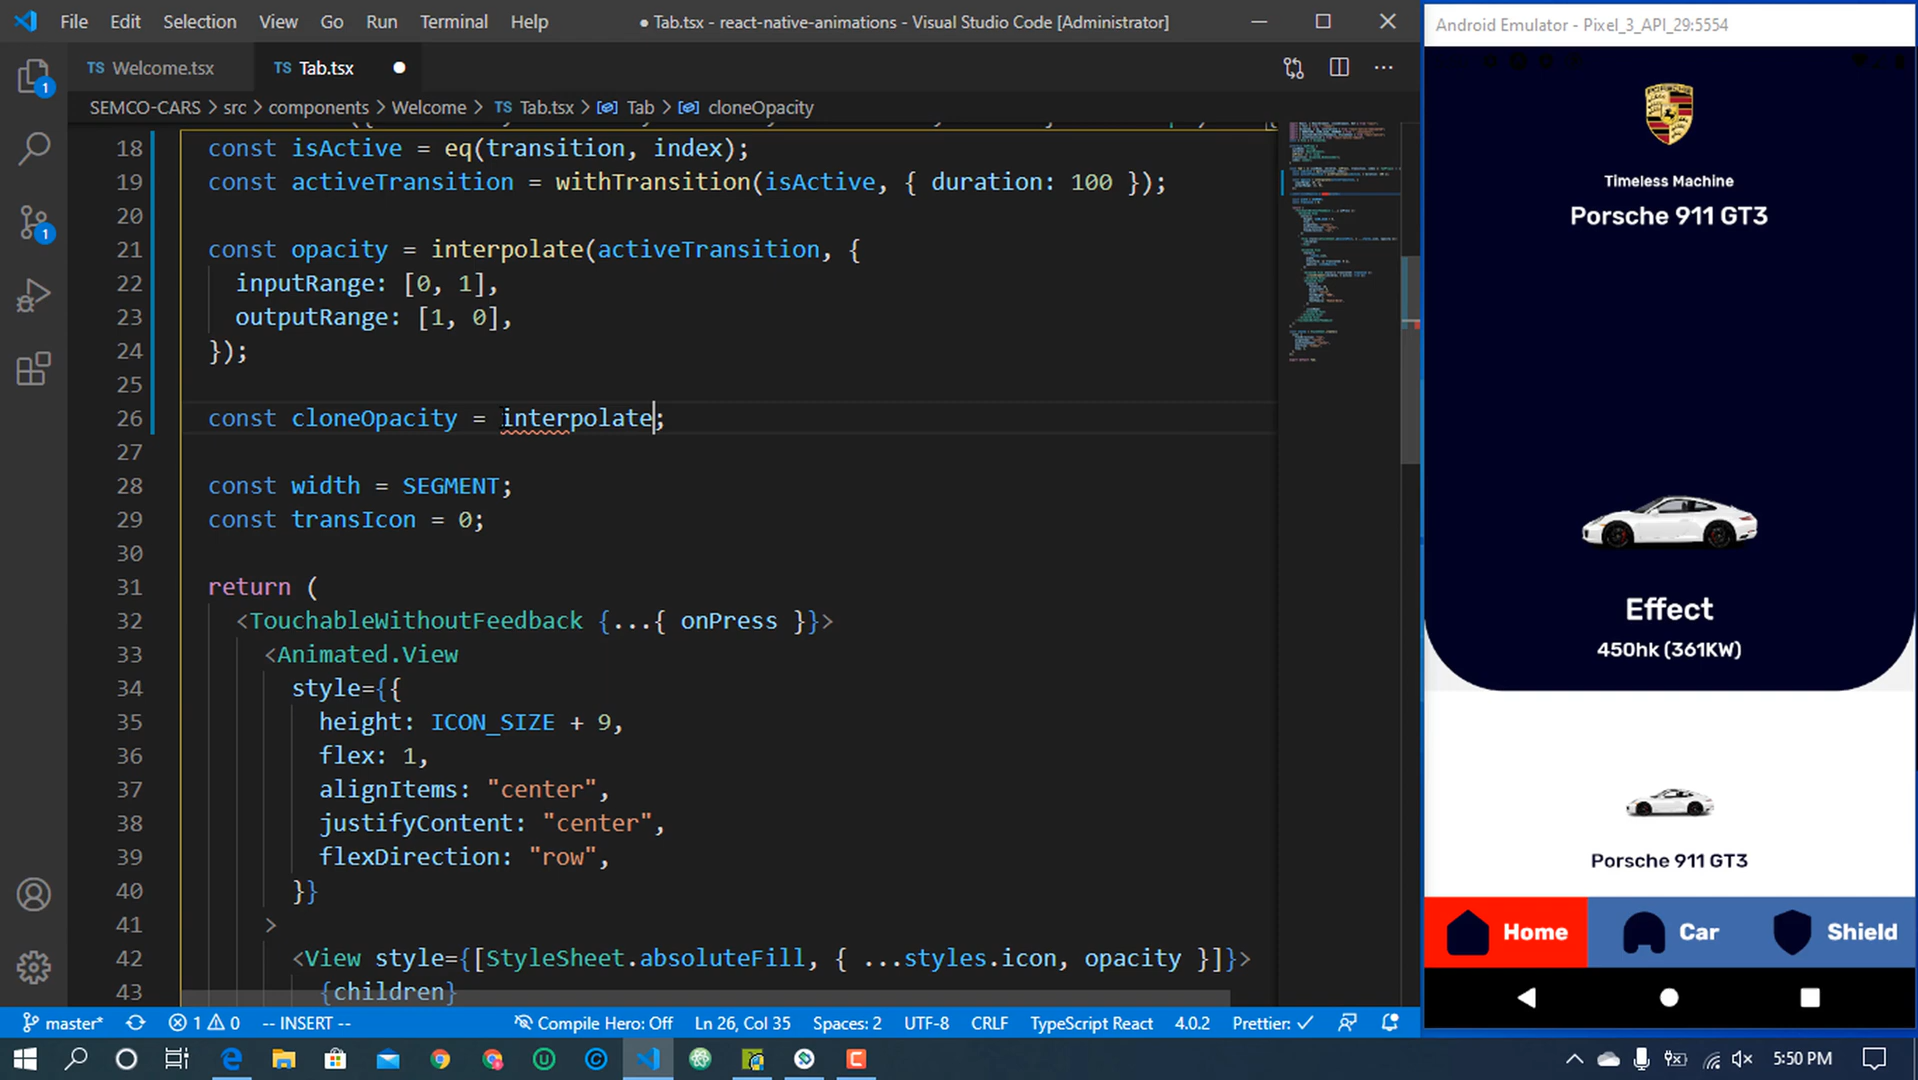 File Edit Selection View Go Run Terminal Help
● Tab.tsx - react-native-animations - Visual Studio Code [Administrator]
TS Welcome.tsx
TS Tab.tsx
SEMCO-CARS > src > components > Welcome > TS Tab.tsx > Tab > cloneOpacity
18 const isActive = eq(transition, index);
19 const activeTransition = withTransition(isActive, { duration: 100 });
20
21 const opacity = interpolate(activeTransition, {
22 inputRange: [0, 1],
23 outputRange: [1, 0],
24 });
25
26 const cloneOpacity = interpolate;
27
28 const width = SEGMENT;
29 const transIcon = 0;
30
31 return (
32 <TouchableWithoutFeedback {...{ onPress }}>
33 <Animated.View
34 style={{
35 height: ICON_SIZE + 9,
36 flex: 1,
37 alignItems: "center",
38 justifyContent: "center",
39 flexDirection: "row",
40 }}
41 >
42 <View style={[StyleSheet.absoluteFill, { ...styles.icon, opacity }]}>
43 {children}
1
1
master*
1 0
-- INSERT --
Compile Hero: Off
Ln 26, Col 35
Spaces: 2
UTF-8
CRLF
TypeScript React
4.0.2
Prettier: ✓
Android Emulator - Pixel_3_API_29:5554
Timeless Machine
Porsche 911 GT3
Effect
450hk (361KW)
Porsche 911 GT3
Home
Car
Shield
5:50 PM